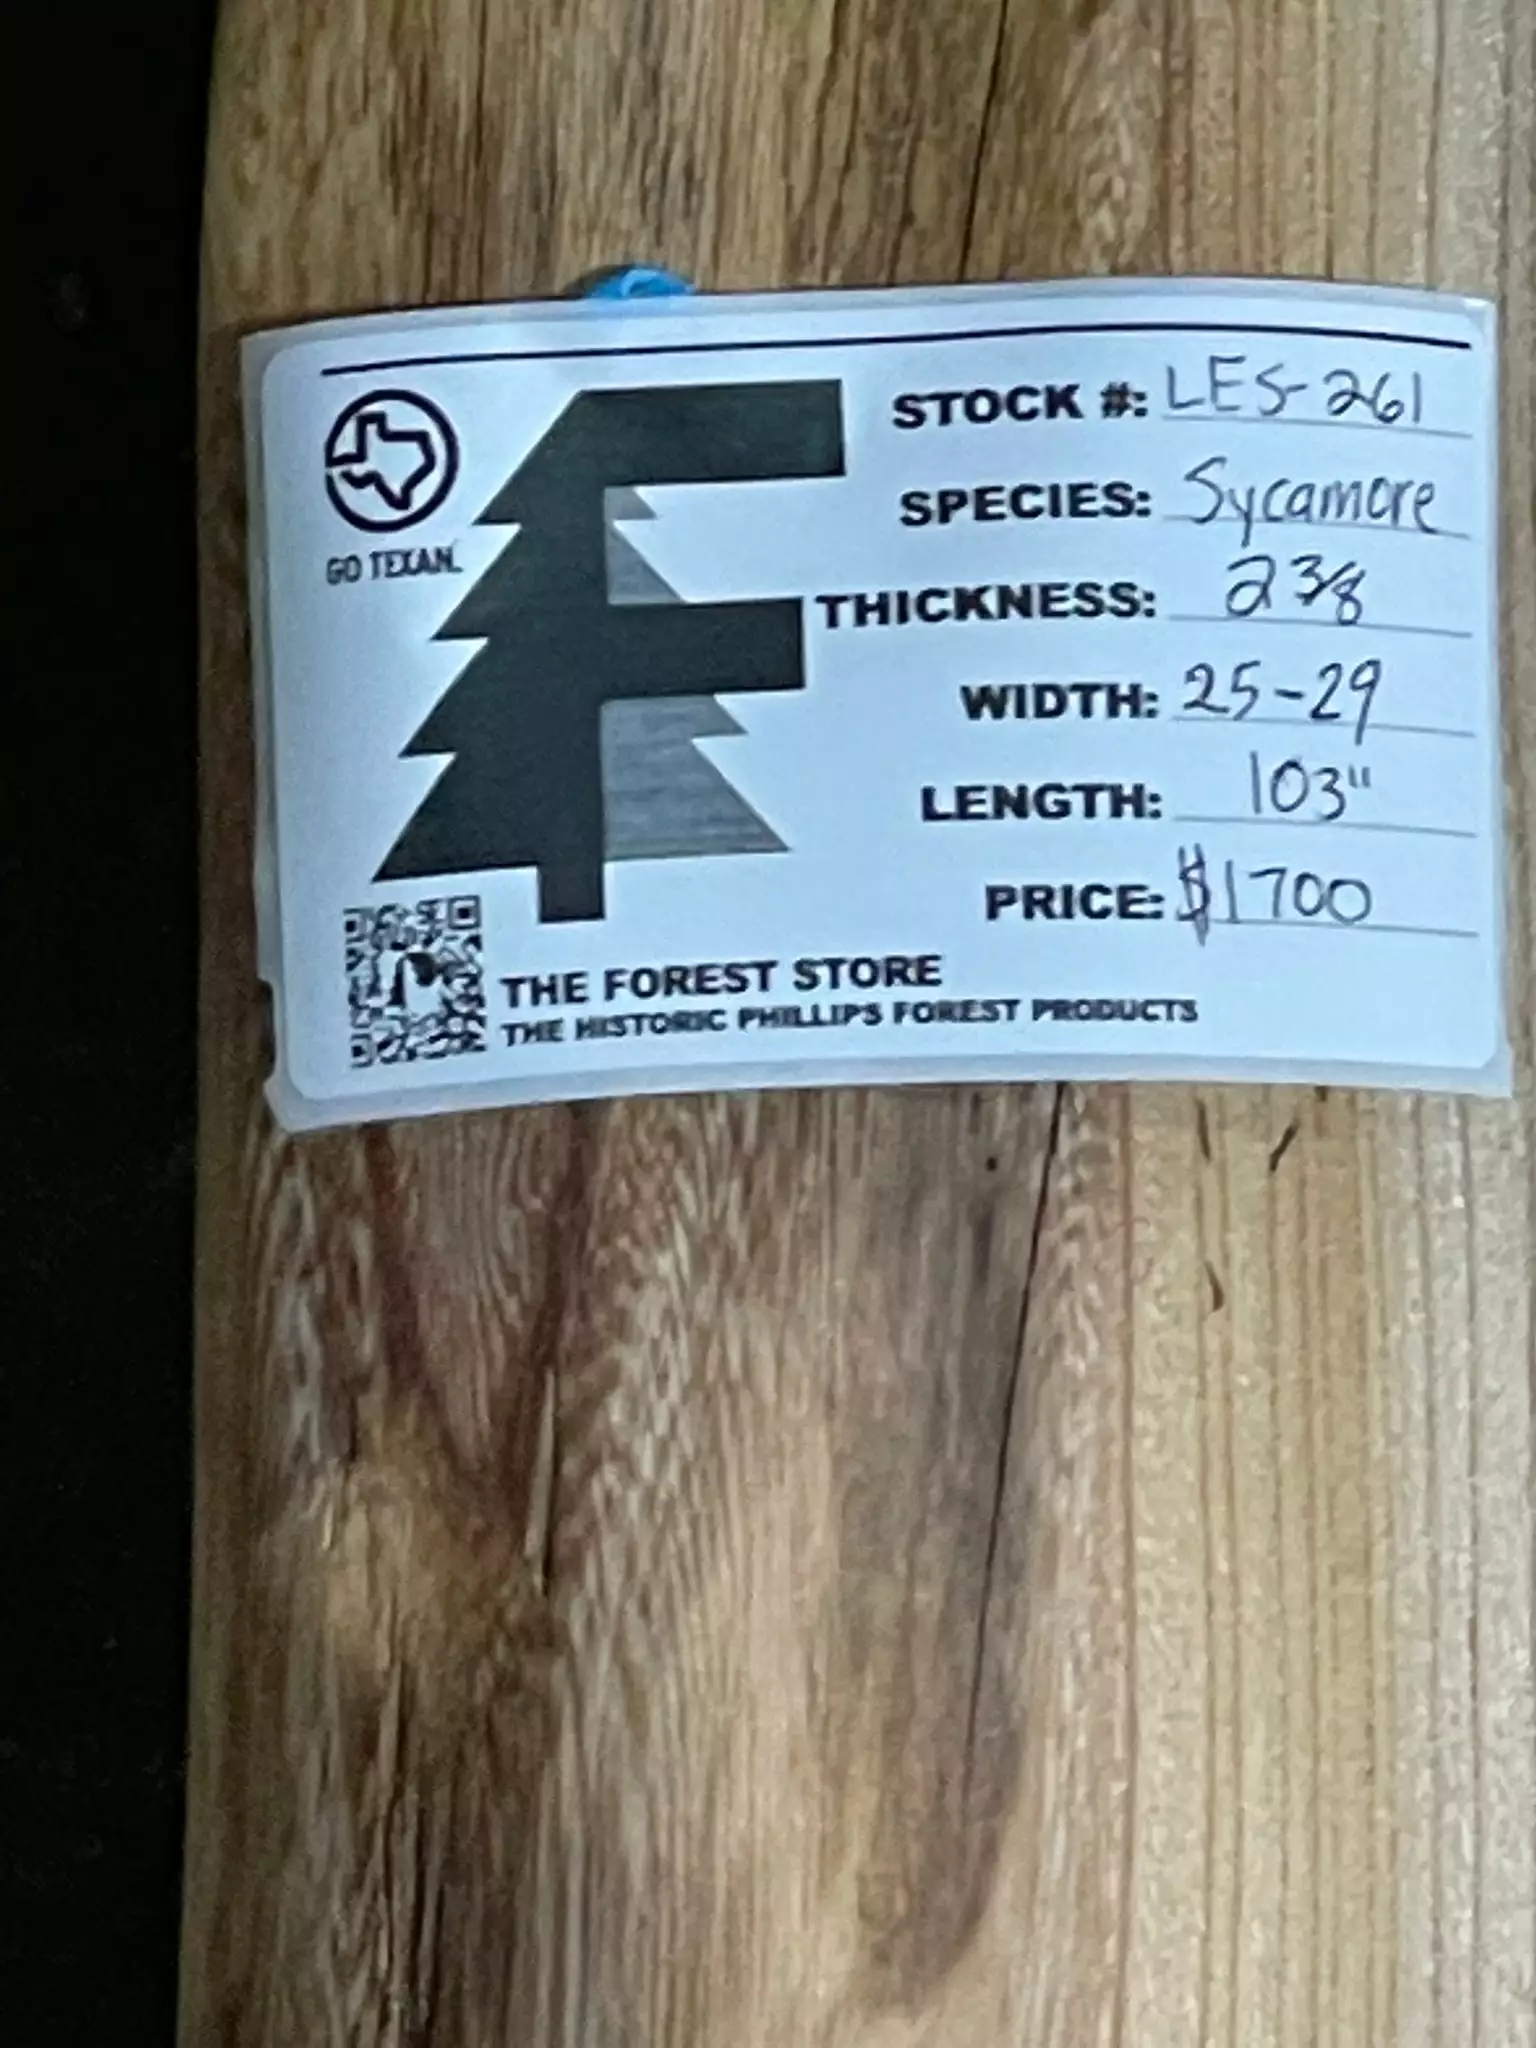 GO TEXAN.
STOCK #: LES-261
SPECIES: Sycamore
THICKNESS: 2 3/8
WIDTH: 25-29
LENGTH: 103"
PRICE: $1700
THE FOREST STORE
THE HISTORIC PHILLIPS FOREST PRODUCTS